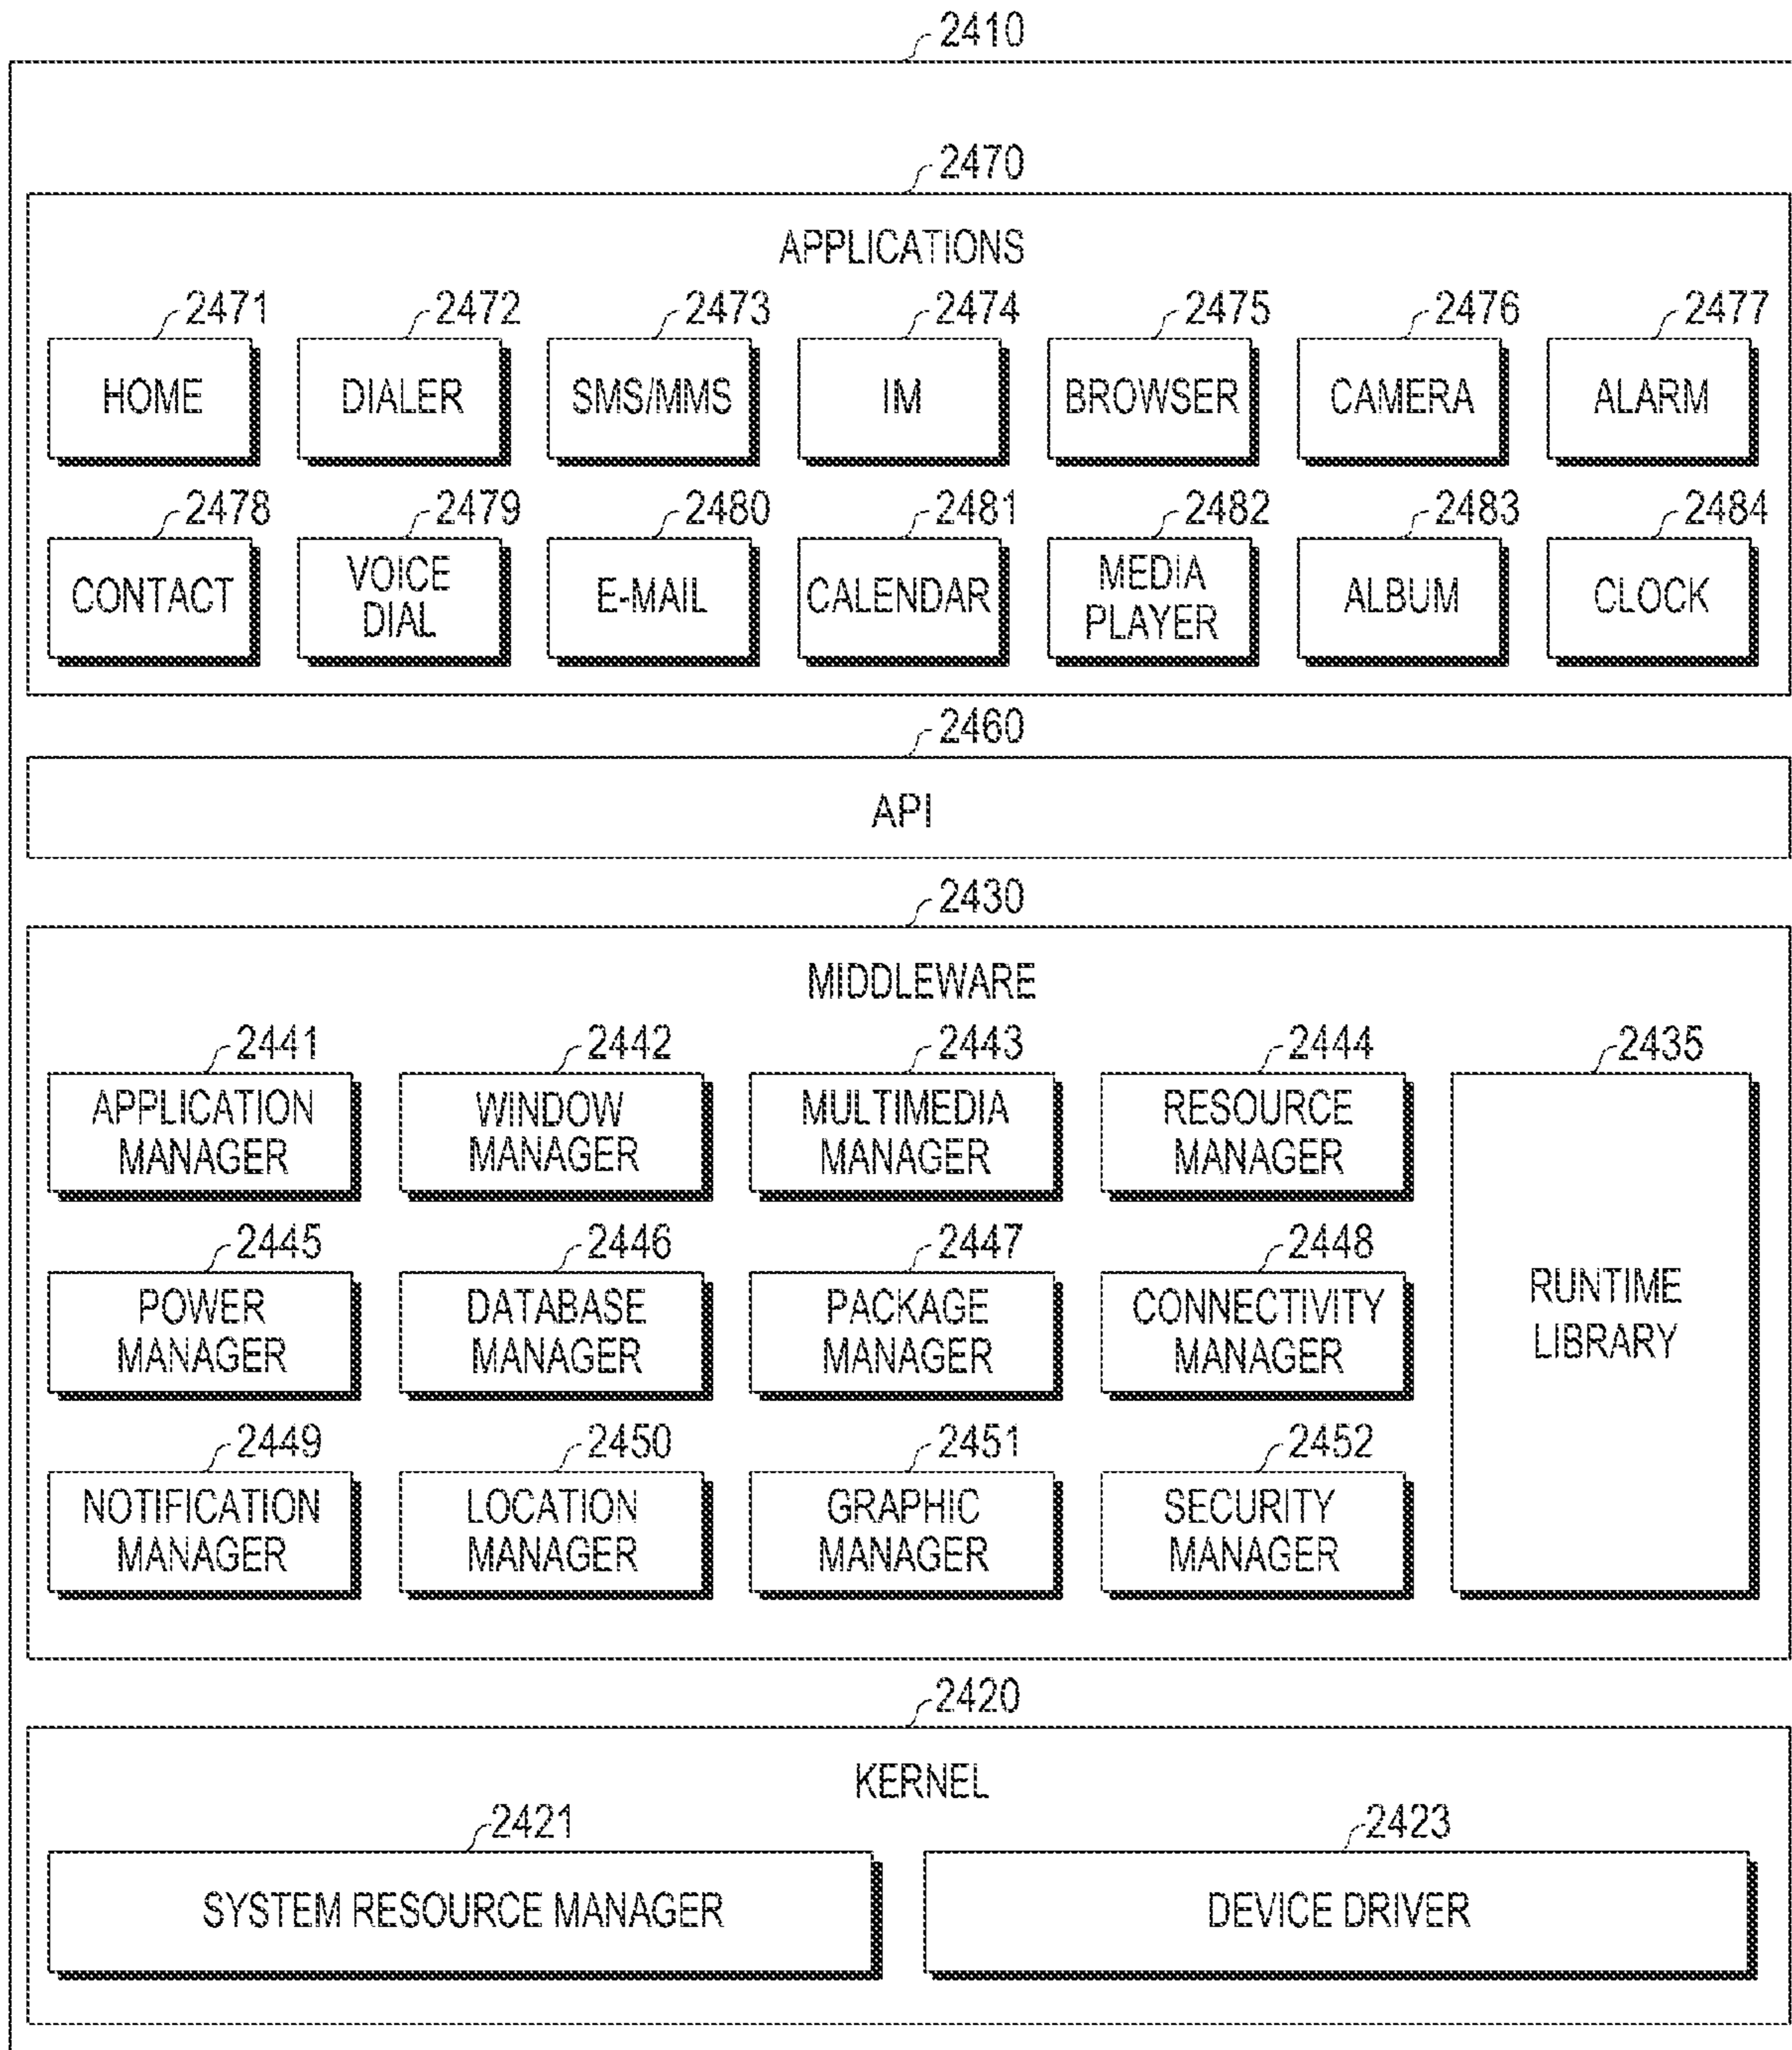 2410
2470
APPLICATIONS
2471 2472 2473 2474 2475 2476 2477
HOME DIALER SMS/MMS IM BROWSER CAMERA ALARM
2478 2479 2480 2481 2482 2483 2484
CONTACT
VOICE
DIAL
E-MAIL
CALENDAR
MEDIA
PLAYER
ALBUM
CLOCK
2460
API
2430
MIDDLEWARE
2441 2442 2443 2444 2435
APPLICATION
MANAGER
WINDOW
MANAGER
MULTIMEDIA
MANAGER
RESOURCE
MANAGER
2445 2446 2447 2448
POWER
MANAGER
DATABASE
MANAGER
PACKAGE
MANAGER
CONNECTIVITY
MANAGER
RUNTIME
LIBRARY
2449 2450 2451 2452
NOTIFICATION
MANAGER
LOCATION
MANAGER
GRAPHIC
MANAGER
SECURITY
MANAGER
2420
KERNEL
2421 2423
SYSTEM RESOURCE MANAGER
DEVICE DRIVER